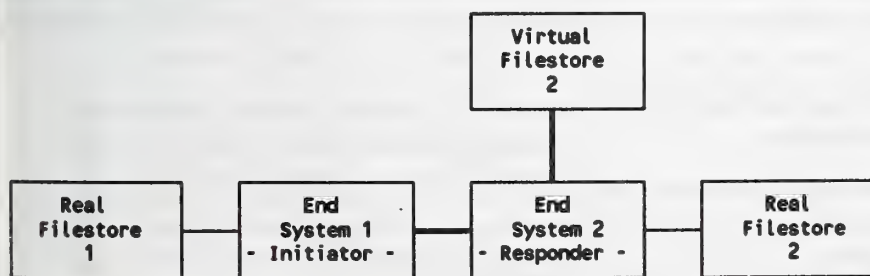 Virtual
Filestore
2
Real
Filestore
1
End
System 1
- Initiator -
End
System 2
- Responder -
Real
Filestore
2